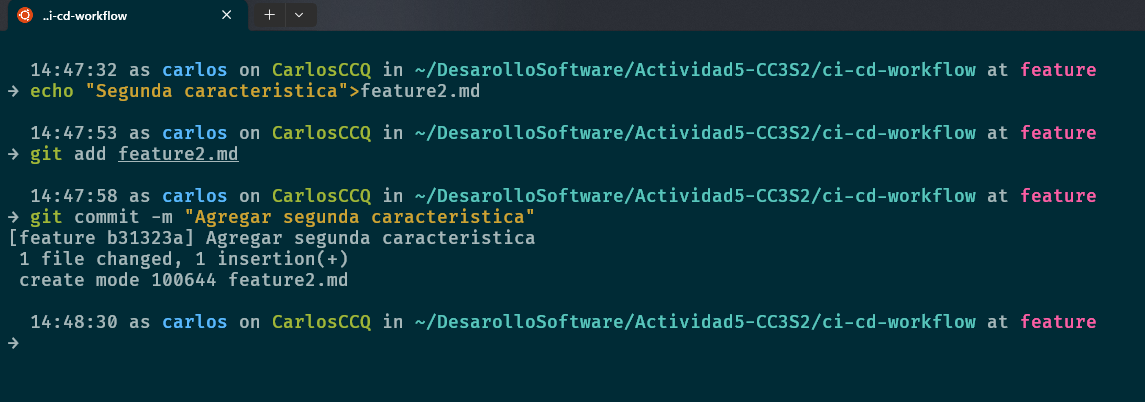 ..i-cd-workflow
14:47:32 as carlos on CarlosCCQ in ~/DesarolloSoftware/Actividad5-CC3S2/ci-cd-workflow at feature
→ echo "Segunda caracteristica">feature2.md
14:47:53 as carlos on CarlosCCQ in ~/DesarolloSoftware/Actividad5-CC3S2/ci-cd-workflow at feature
→ git add feature2.md
14:47:58 as carlos on CarlosCCQ in ~/DesarolloSoftware/Actividad5-CC3S2/ci-cd-workflow at feature
→ git commit -m "Agregar segunda caracteristica"
[feature b31323a] Agregar segunda caracteristica
1 file changed, 1 insertion(+)
create mode 100644 feature2.md
14:48:30 as carlos on CarlosCCQ in ~/DesarolloSoftware/Actividad5-CC3S2/ci-cd-workflow at feature
→